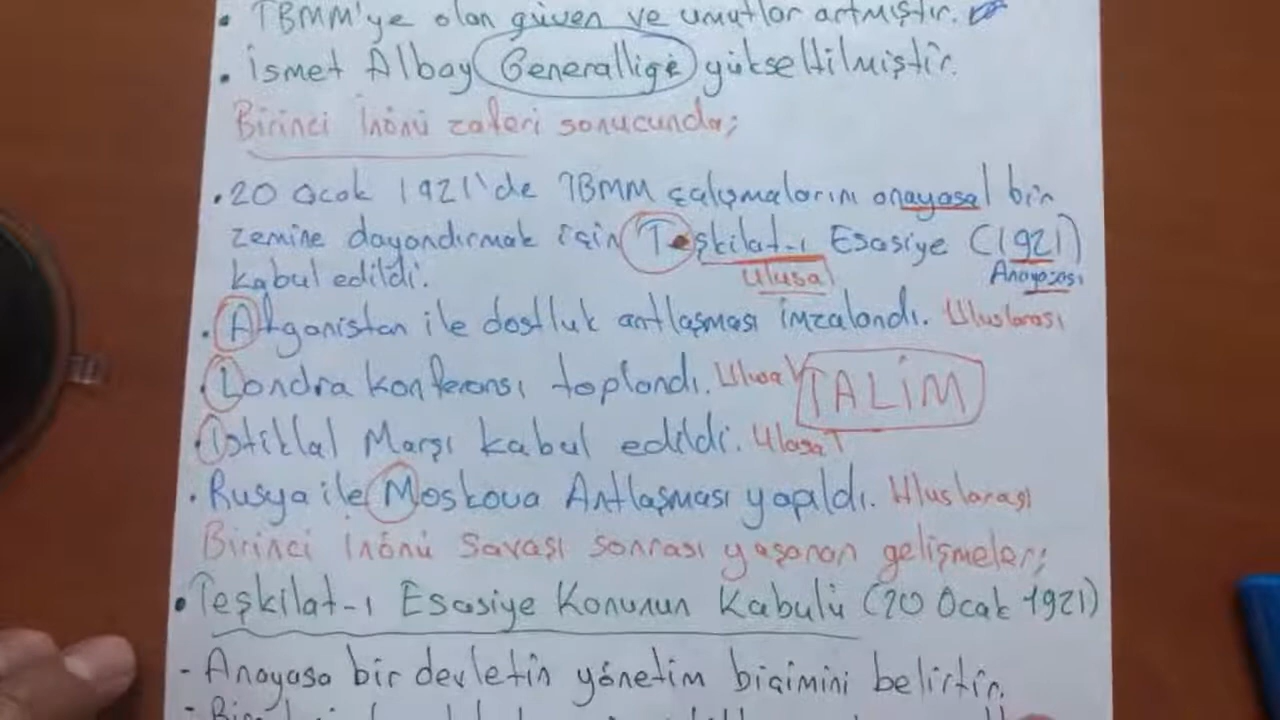 • TBMM'ye olan güven ve umutlar artmıştır.
• İsmet Albay Generalliğe yükseltilmiştir.
Birinci İnönü zaferi sonucunda;
• 20 Ocak 1921'de TBMM çalışmalarını anayasal bir
zemine dayandırmak için Teşkilat-ı Esasiye (1921)
kabul edildi. Ulusal Anayasası
• Afganistan ile dostluk antlaşması imzalandı. Uluslarası
Londra konferansı toplandı. Ulusal TALİM
İstiklal Marşı kabul edildi. Ulusal
• Rusya ile Moskova Antlaşması yapıldı. Uluslarası
Birinci İnönü Savaşı sonrası yaşanan gelişmeler;
• Teşkilat-ı Esasiye Kanunun Kabulü (20 Ocak 1921)
- Anayasa bir devletin yönetim biçimini belirtir.